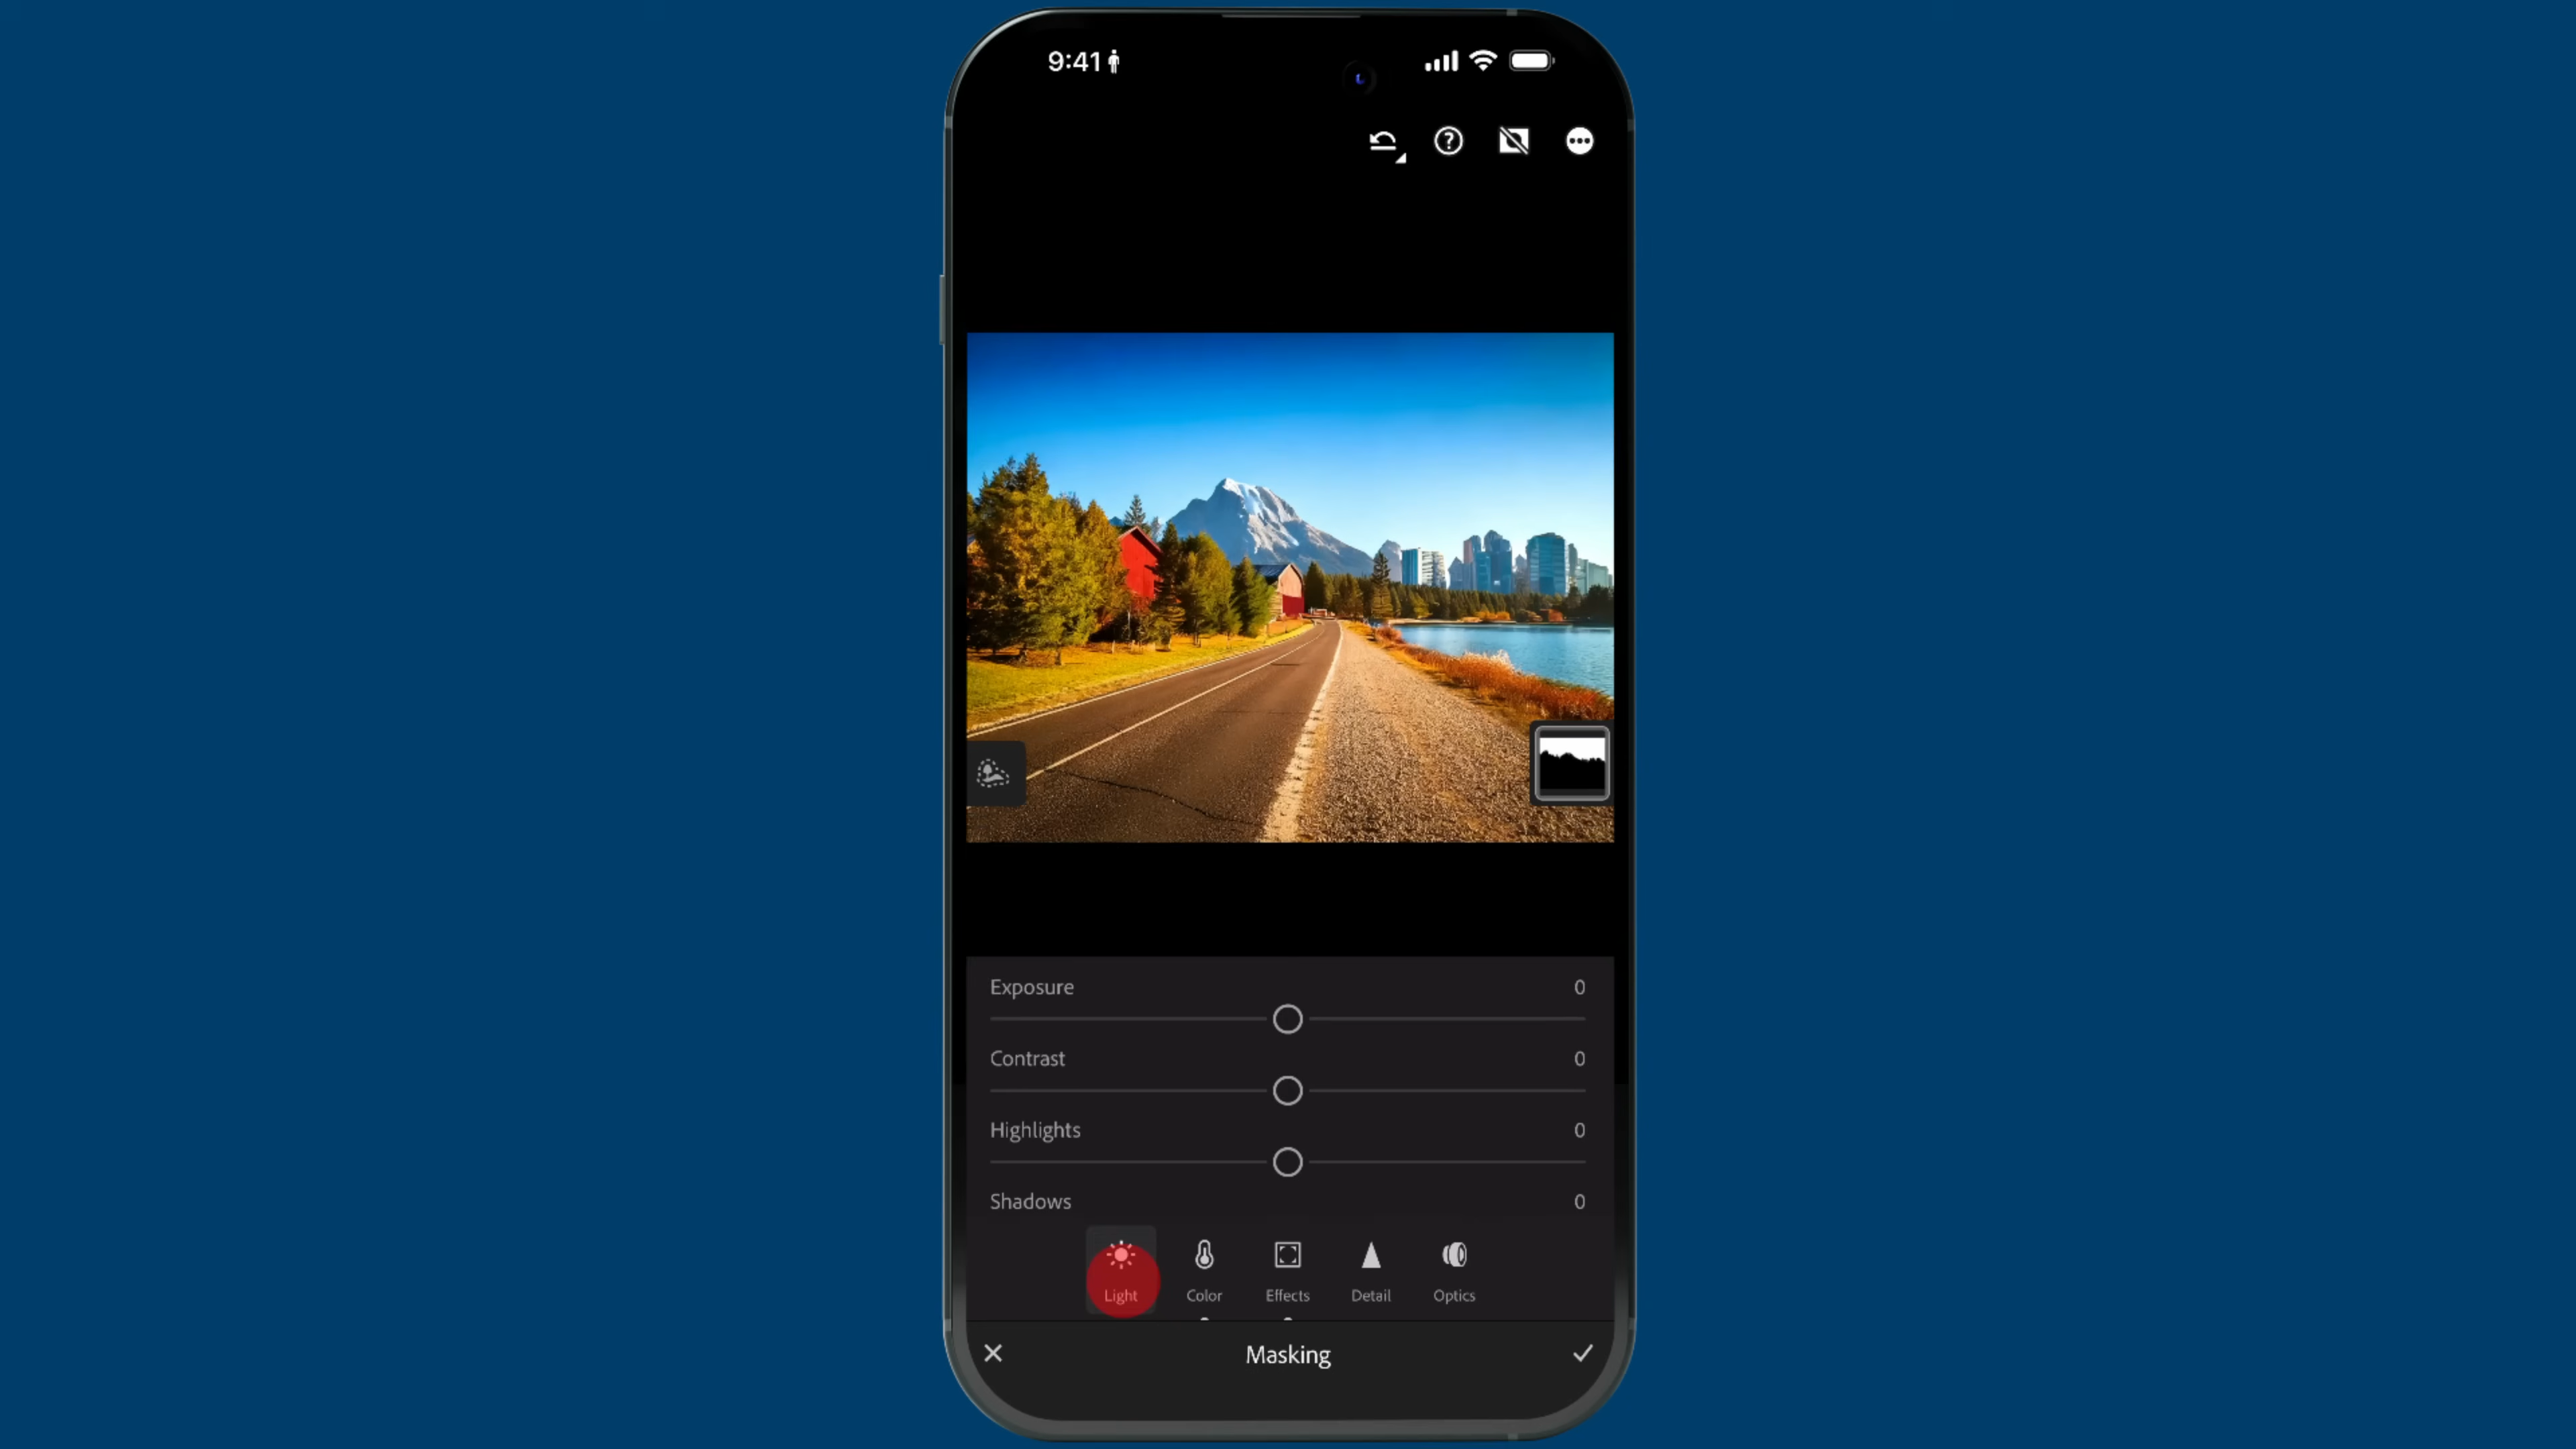 9:41
Exposure 0
Contrast 0
Highlights 0
Shadows 0
Light Color Effects Detail Optics
Masking